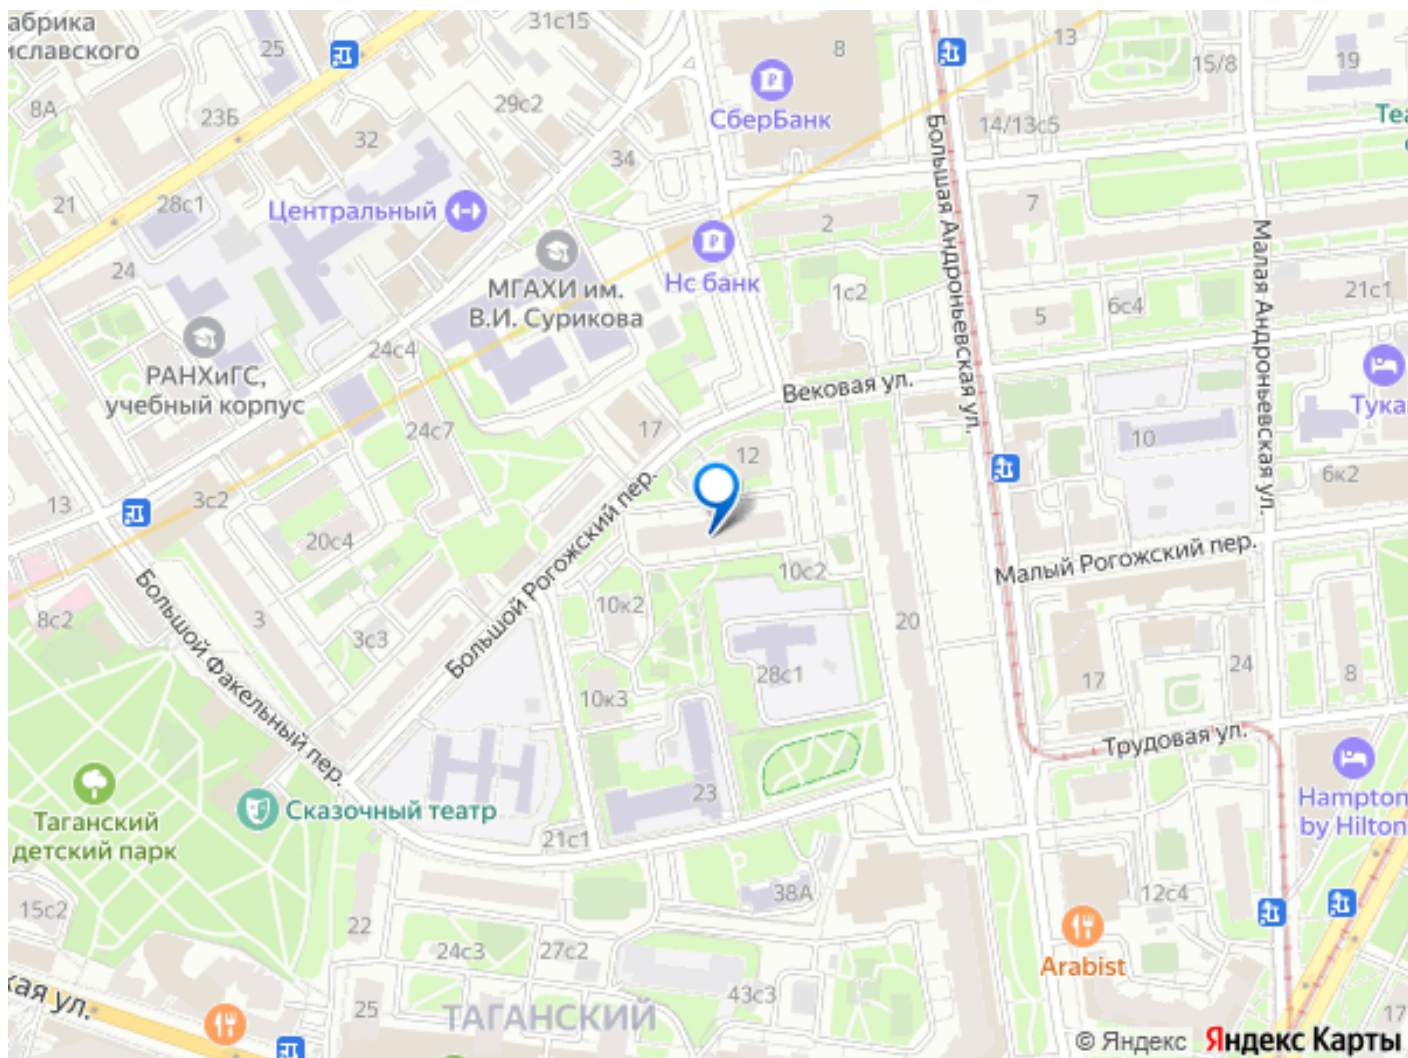 абрика
иславского
31с15
25
8
13
15/8
19
8А
23Б
29с2
СберБанк
14/13с5
Теа
32
34
Большая Андроньевская ул.
21
28с1
Центральный
2
7
Малая Андроньевская ул.
24
МГАХИ им.
В.И. Сурикова
Нс банк
1с2
5
6с4
21с1
24с4
РАНХиГС,
учебный корпус
Вековая ул.
Тука
24с7
17
12
10
6к2
13
3с2
20с4
Большой Рогожский пер.
Малый Рогожский пер.
10с2
Большой Факельный пер.
8с2
3
3с3
10к2
20
28с1
10к3
17
24
8
Трудовая ул.
23
Сказочный театр
Таганский
детский парк
Hampton
by Hilton
21с1
38А
12с4
15с2
22
24с3
27с2
Arabist
кая ул.
25
43с3
ТАГАНСКИЙ
17
© Яндекс Яндекс Карты